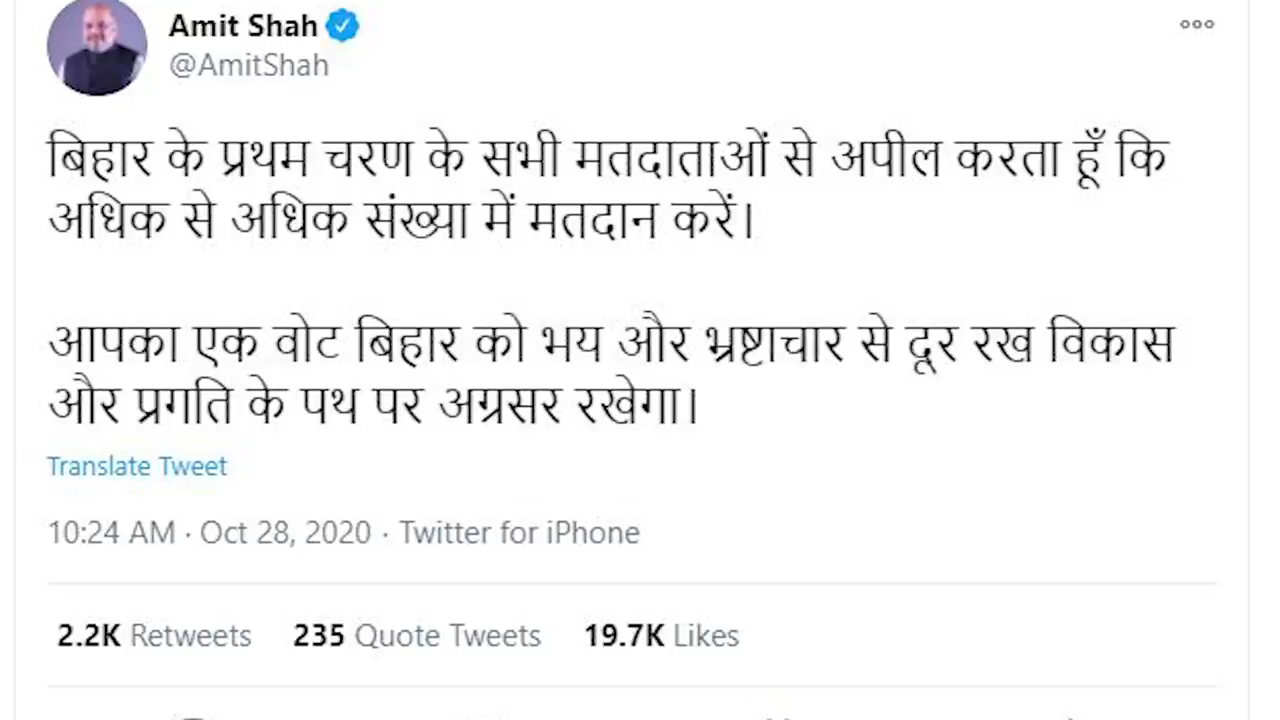 Amit Shah
@AmitShah
बिहार के प्रथम चरण के सभी मतदाताओं से अपील करता हूँ कि
अधिक से अधिक संख्या में मतदान करें।
आपका एक वोट बिहार को भय और भ्रष्टाचार से दूर रख विकास
और प्रगति के पथ पर अग्रसर रखेगा।
Translate Tweet
10:24 AM · Oct 28, 2020 · Twitter for iPhone
2.2K Retweets 235 Quote Tweets 19.7K Likes